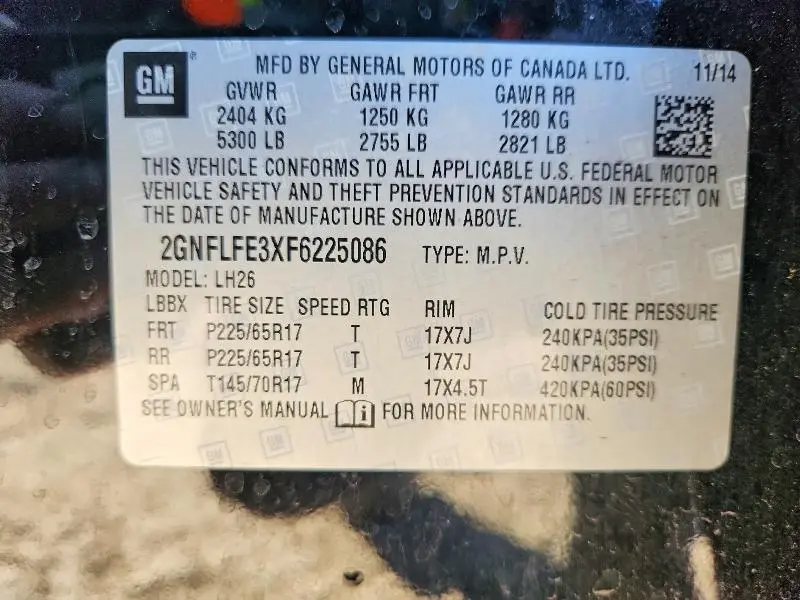 GM
MFD BY GENERAL MOTORS OF CANADA LTD. 11/14
GVWR GAWR FRT GAWR RR
2404 KG 1250 KG 1280 KG
5300 LB 2755 LB 2821 LB
THIS VEHICLE CONFORMS TO ALL APPLICABLE U.S. FEDERAL MOTOR
VEHICLE SAFETY AND THEFT PREVENTION STANDARDS IN EFFECT ON
THE DATE OF MANUFACTURE SHOWN ABOVE.
2GNFLFE3XF6225086 TYPE: M.P.V.
MODEL: LH26
LBBX TIRE SIZE SPEED RTG RIM COLD TIRE PRESSURE
FRT P225/65R17 T 17X7J 240KPA(35PSI)
RR P225/65R17 T 17X7J 240KPA(35PSI)
SPA T145/70R17 M 17X4.5T 420KPA(60PSI)
SEE OWNER'S MANUAL i FOR MORE INFORMATION.